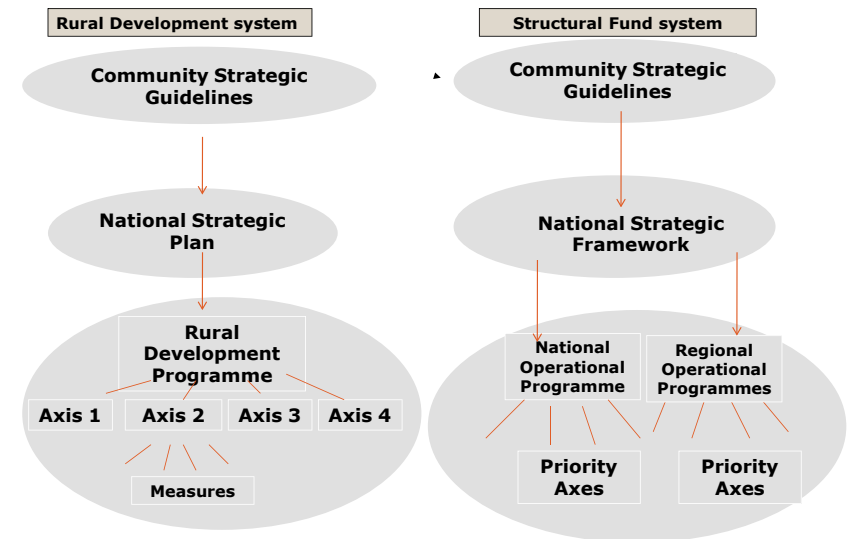 Rural Development system
Community Strategic
Guidelines
National Strategic
Plan
Rural
Development
Programme
Axis 1
Axis 2
Axis 3
Axis 4
Measures
Structural Fund system
Community Strategic
Guidelines
National Strategic
Framework
National
Operational
Programme
Regional
Operational
Programmes
Priority
Axes
Priority
Axes